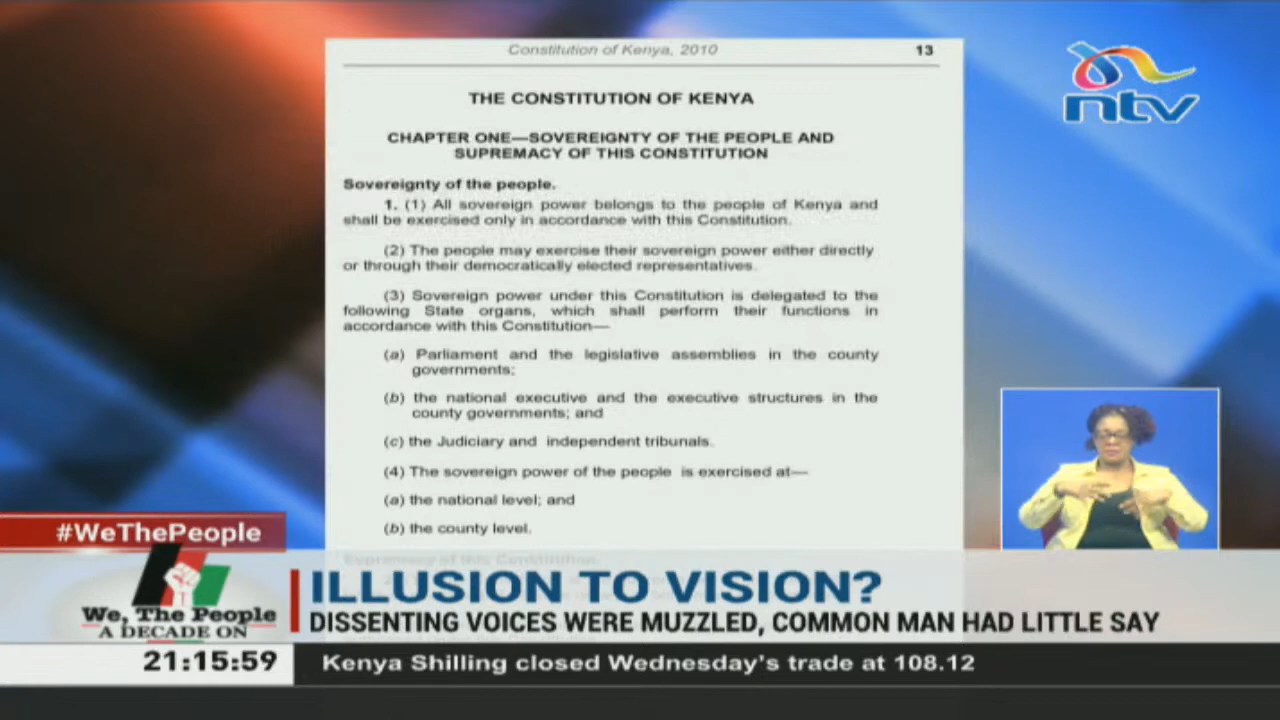 Constitution of Kenya, 2010 13
THE CONSTITUTION OF KENYA
CHAPTER ONE—SOVEREIGNTY OF THE PEOPLE AND
SUPREMACY OF THIS CONSTITUTION
Sovereignty of the people.
1. (1) All sovereign power belongs to the people of Kenya and
shall be exercised only in accordance with this Constitution.
(2) The people may exercise their sovereign power either directly
or through their democratically elected representatives.
(3) Sovereign power under this Constitution is delegated to the
following State organs, which shall perform their functions in
accordance with this Constitution—
(a) Parliament and the legislative assemblies in the county
governments;
(b) the national executive and the executive structures in the
county governments; and
(c) the Judiciary and independent tribunals.
(4) The sovereign power of the people is exercised at—
(a) the national level; and
(b) the county level.
Supremacy of this Constitution.
ntv
#WeThePeople
We, The People
A DECADE ON
ILLUSION TO VISION?
DISSENTING VOICES WERE MUZZLED, COMMON MAN HAD LITTLE SAY
21:15:59
Kenya Shilling closed Wednesday's trade at 108.12